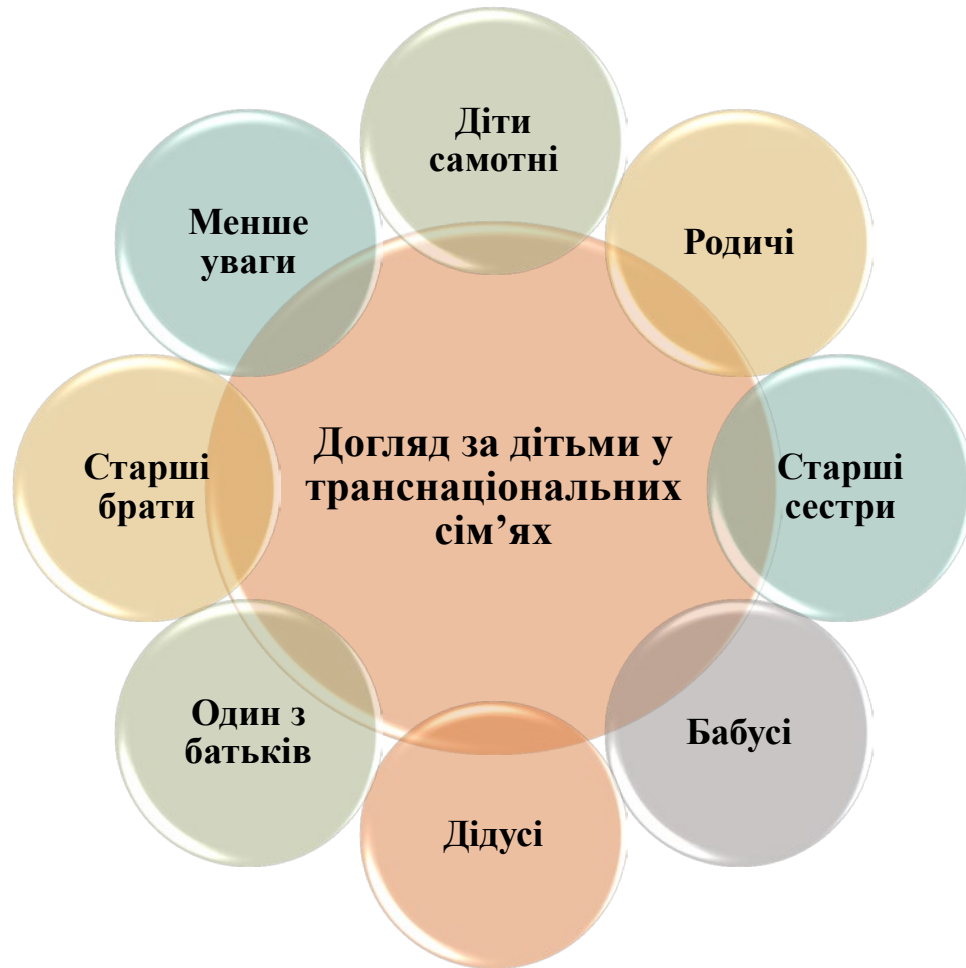 Діти
самотні
Менше
уваги
Родичі
Догляд за дітьми у
транснаціональних
сім’ях
Старші
брати
Старші
сестри
Один з
батьків
Бабусі
Дідусі